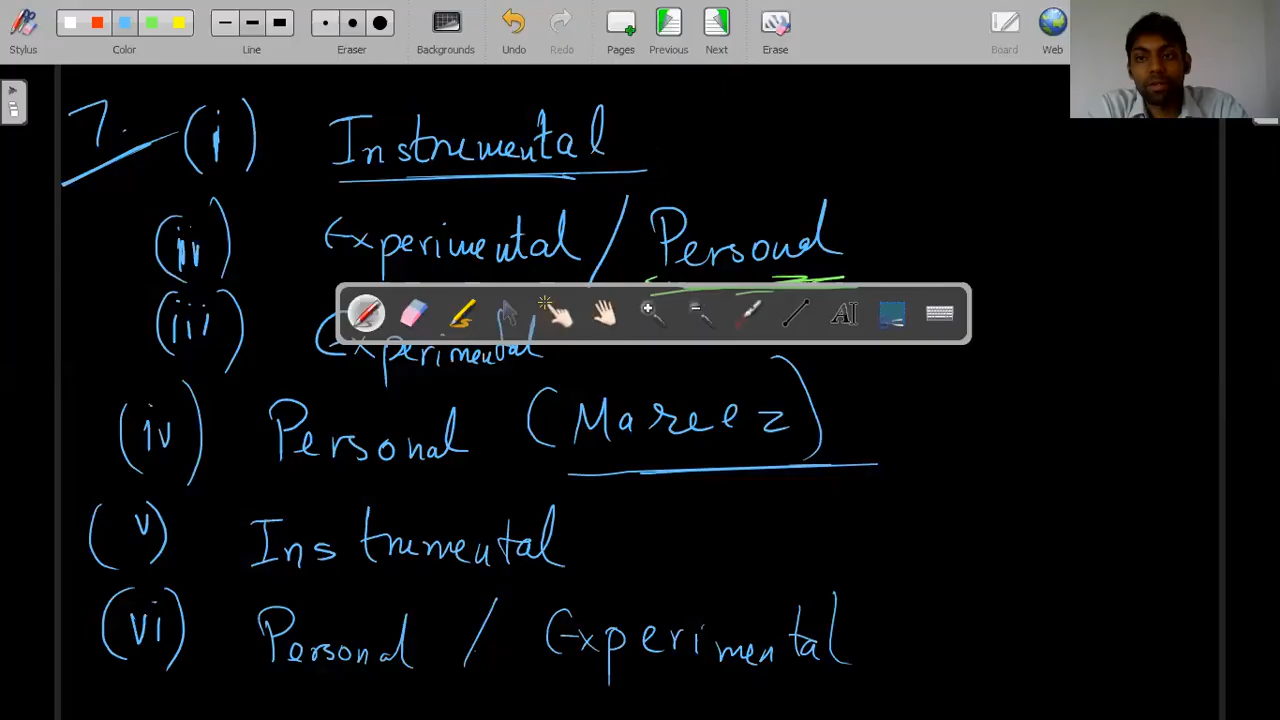 Stylus Color Line Eraser Backgrounds Undo Redo Pages Previous Next Erase Board Web
7. (i) Instrumental
(ii) Experimental / Personal
(iii) Experimental
(iv) Personal (Mareez)
(v) Instrumental
(vi) Personal / Experimental